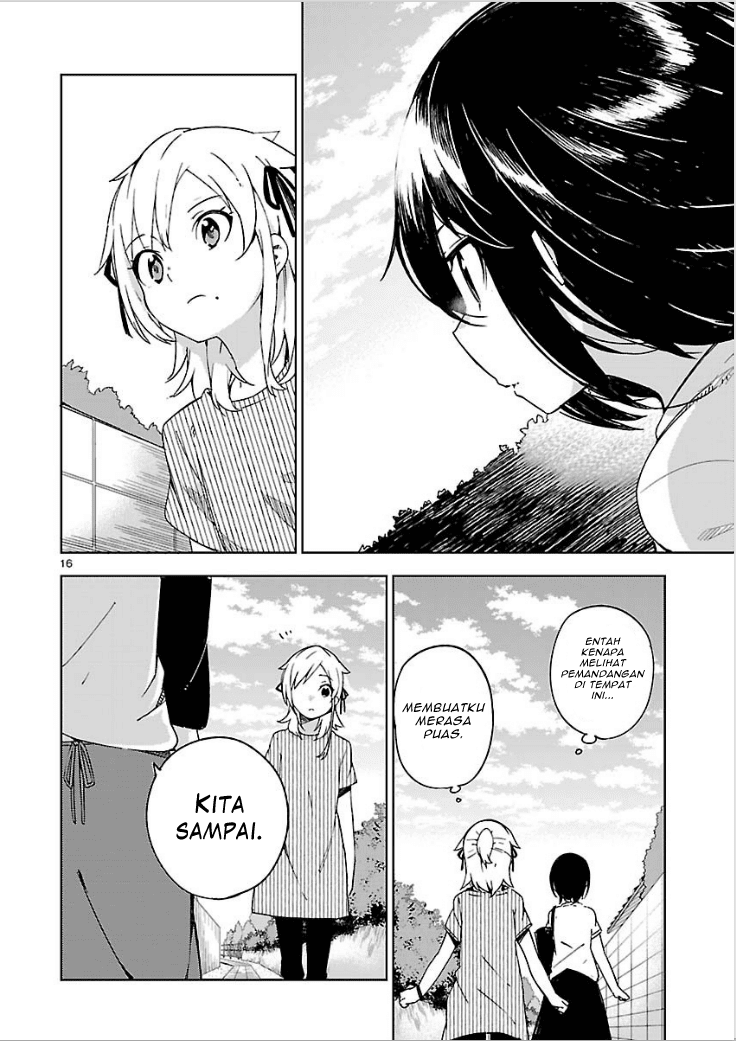 16
ENTAH
KENAPA
MELIHAT
PEMANDANGAN
DI TEMPAT
INI...
MEMBUATKU
MERASA
PUAS.
KITA
SAMPAI.